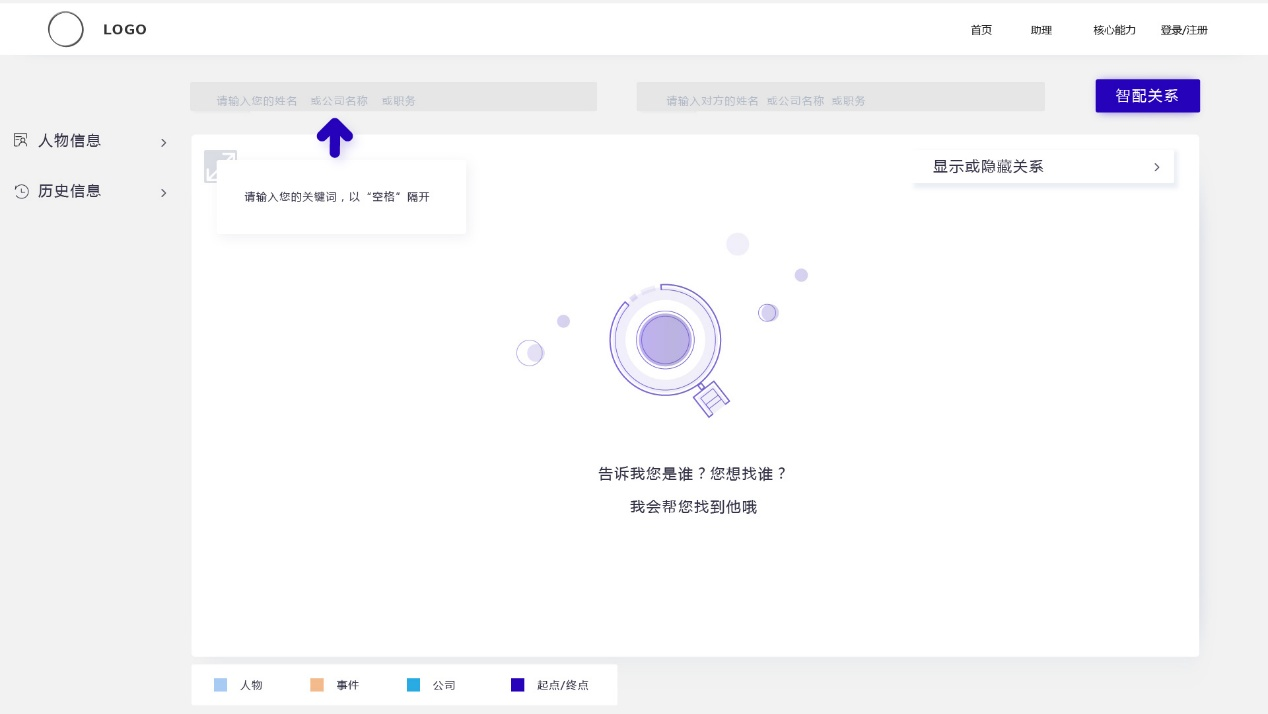 LOGO 首页 助理 核心能力 登录/注册
请输入您的姓名 或公司名称 或职务 请输入对方的姓名 或公司名称 或职务 智配关系
人物信息
历史信息
显示或隐藏关系
请输入您的关键词，以“空格”隔开
告诉我您是谁？您想找谁？
我会帮您找到他哦
人物 事件 公司 起点/终点